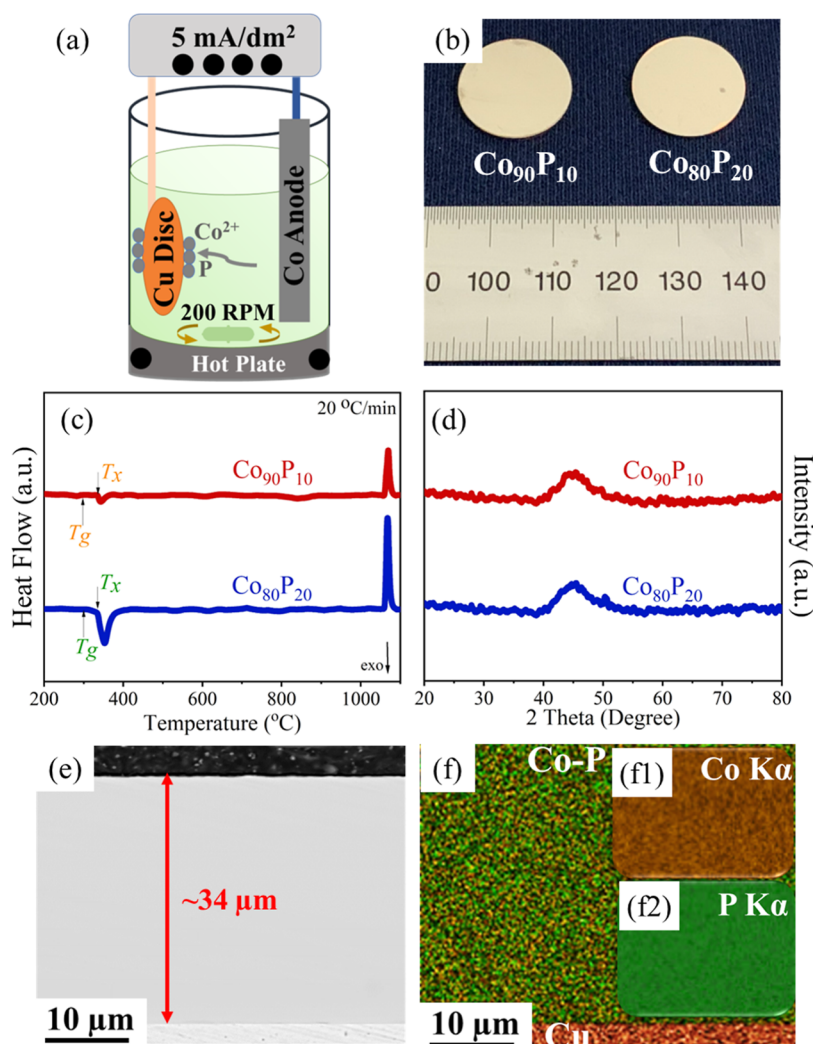 (a)
5 mA/dm²
Cu Disc
Co²⁺
P
Co Anode
200 RPM
Hot Plate
(b)
Co₉₀P₁₀
Co₈₀P₂₀
0 100 110 120 130 140
(c)
20 ºC/min
Tx
Co₉₀P₁₀
Tg
Tx
Co₈₀P₂₀
Tg
exo
Heat Flow (a.u.)
200 400 600 800 1000
Temperature (ºC)
(d)
Co₉₀P₁₀
Co₈₀P₂₀
Intensity (a.u.)
20 30 40 50 60 70 80
2 Theta (Degree)
(e)
~34 µm
10 µm
(f)
Co-P
(f1)
Co Kα
(f2)
P Kα
10 µm
Cu